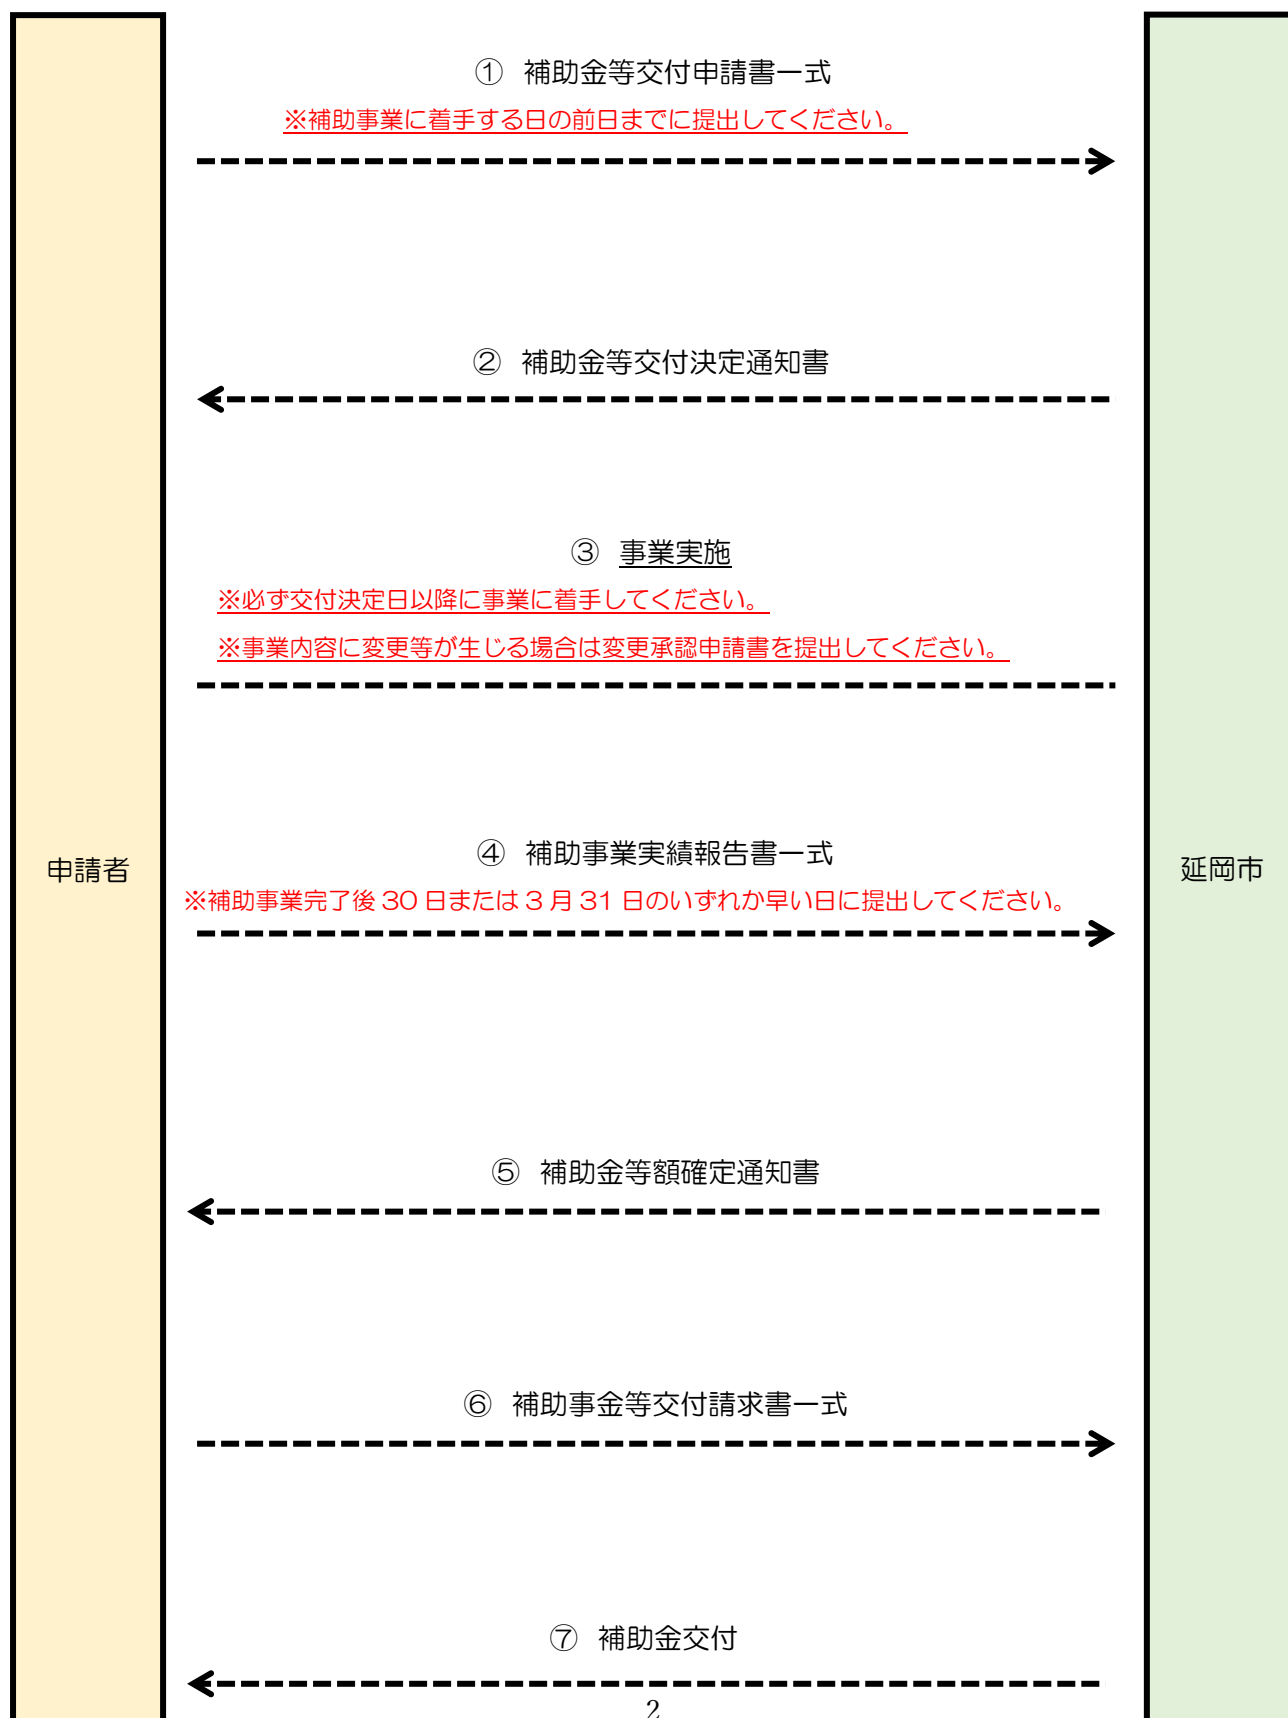 ① 補助金等交付申請書一式
※補助事業に着手する日の前日までに提出してください。
② 補助金等交付決定通知書
③ 事業実施
※必ず交付決定日以降に事業に着手してください。
※事業内容に変更等が生じる場合は変更承認申請書を提出してください。
申請者
④ 補助事業実績報告書一式
延岡市
※補助事業完了後 30 日または 3 月 31 日のいずれか早い日に提出してください。
⑤ 補助金等額確定通知書
⑥ 補助事金等交付請求書一式
⑦ 補助金交付
2